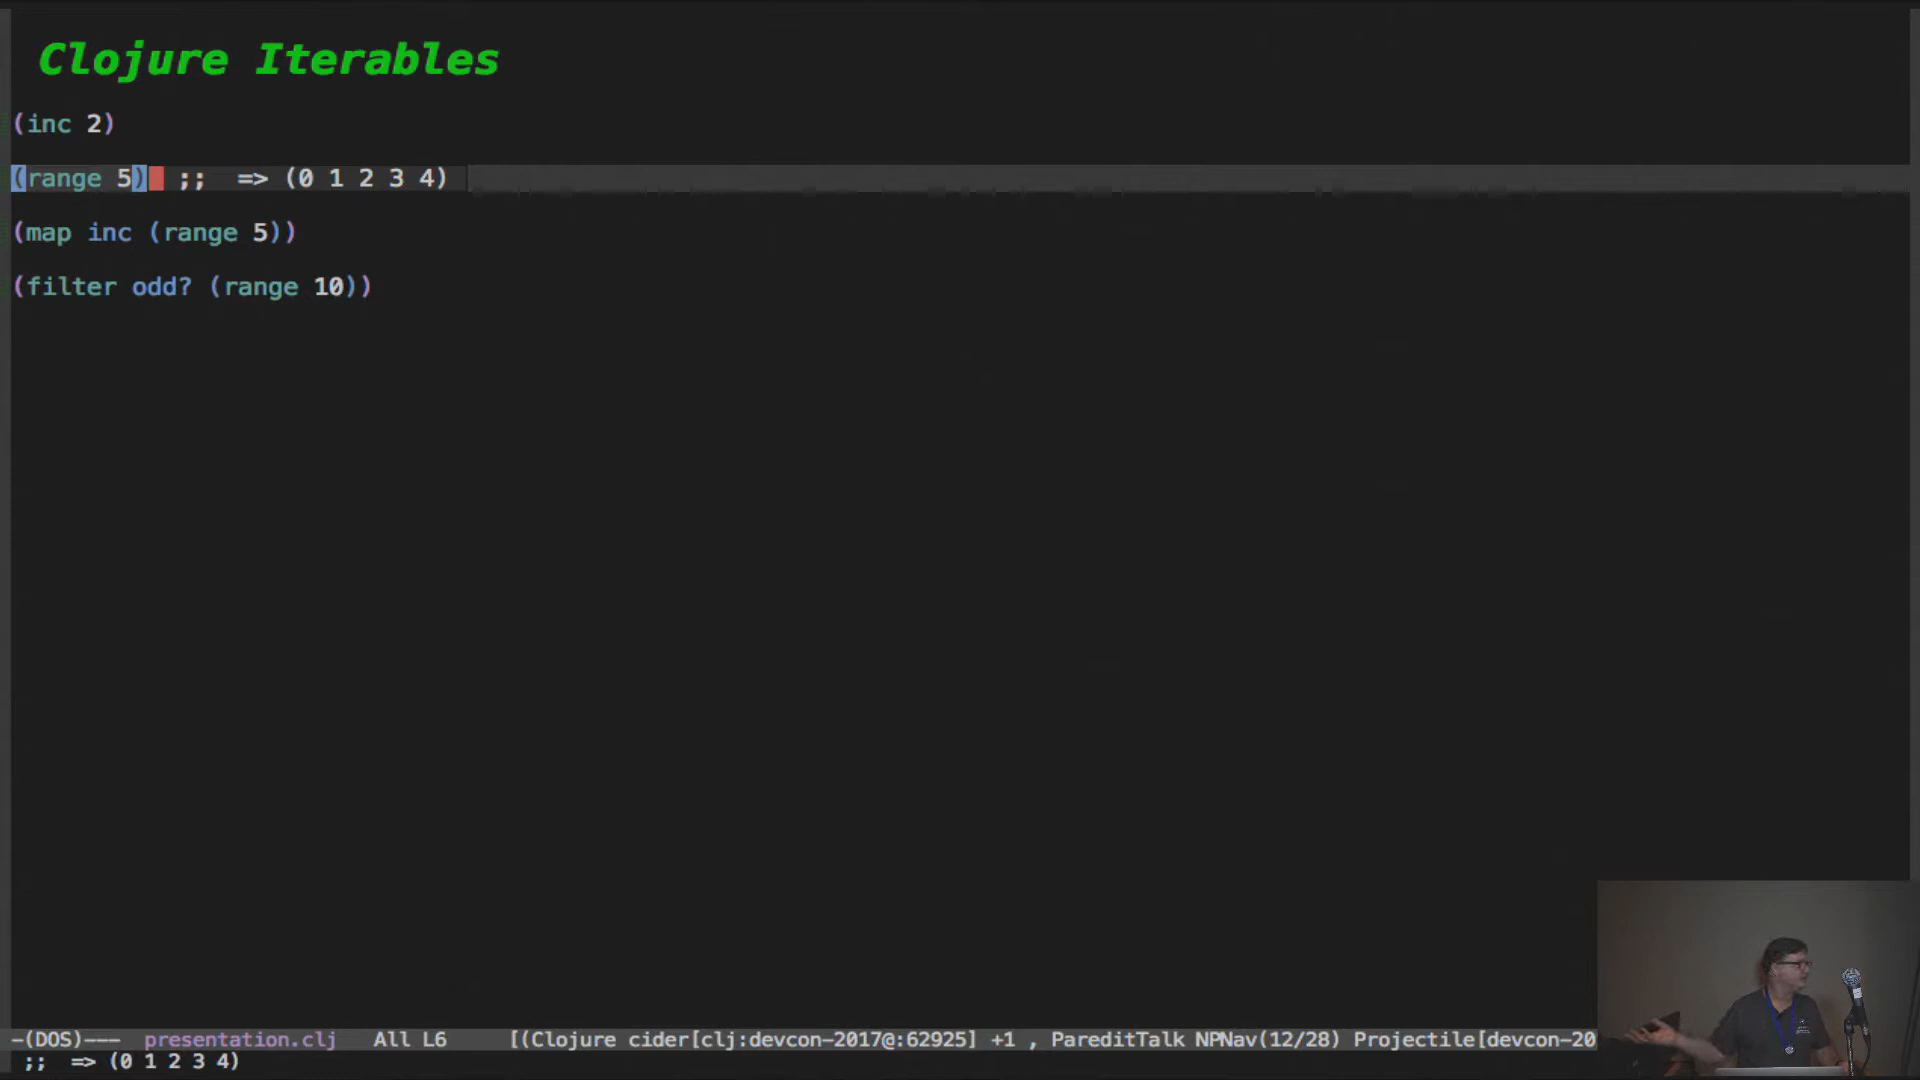 Clojure Iterables
(inc 2)
(range 5) ;;  => (0 1 2 3 4)
(map inc (range 5))
(filter odd? (range 10))
-(DOS)--- presentation.clj All L6 [(Clojure cider[clj:devcon-2017@:62925] +1 , PareditTalk NPNav(12/28) Projectile[devcon-20
;;  => (0 1 2 3 4)